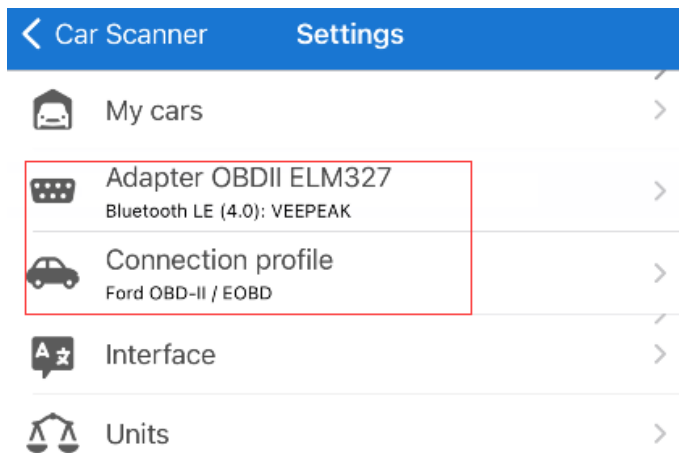 Car Scanner Settings
My cars
Adapter OBDII ELM327
Bluetooth LE (4.0): VEEPEAK
Connection profile
Ford OBD-II / EOBD
A 文
Interface
Units